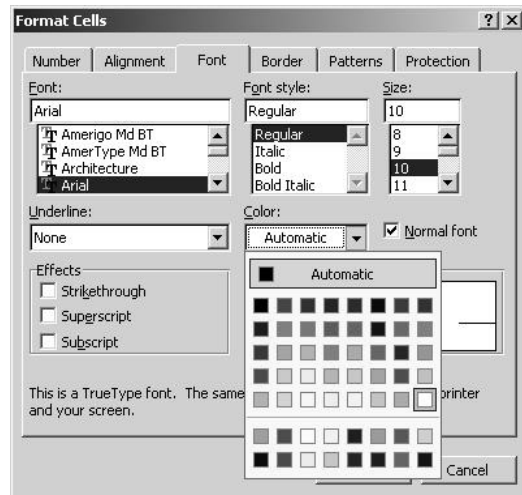 Format Cells
Number Alignment Font Border Patterns Protection
Font: Font style: Size:
Arial Regular 10
Amerigo Md BT Regular 8
AmerType Md BT Italic 9
Architecture Bold 10
Arial Bold Italic 11
Underline: Color:
None Automatic Normal font
Effects Automatic
Strikethrough
Superscript
Subscript
This is a TrueType font. The same printer
and your screen.
Cancel